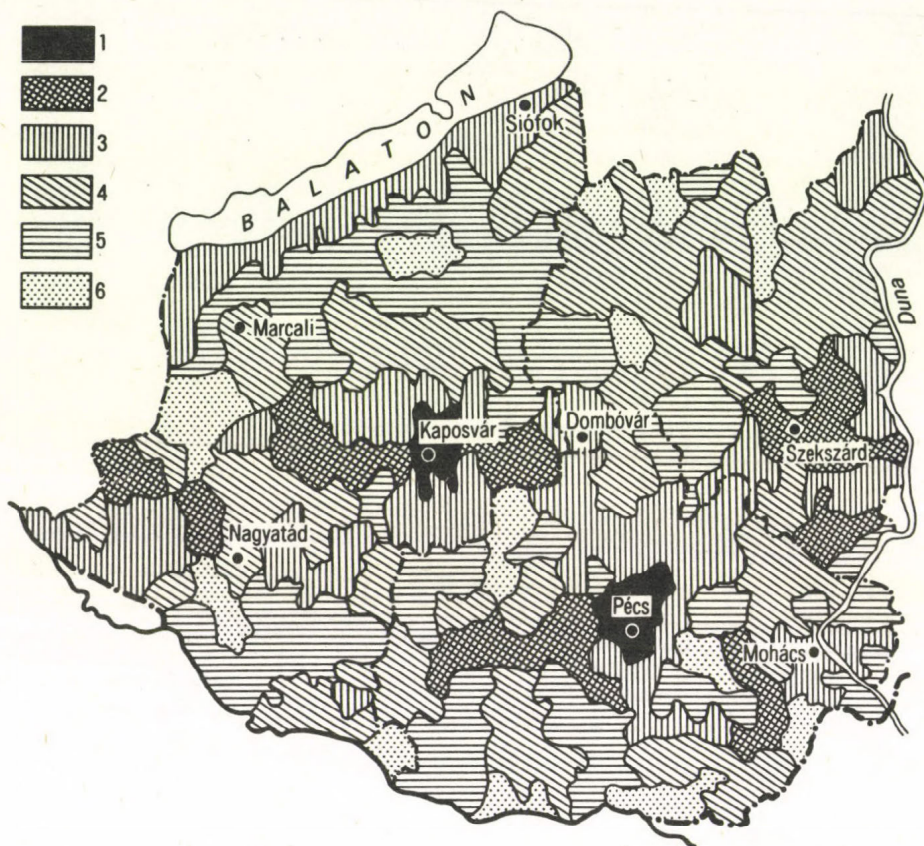 1
2
3
4
5
6
BALATON
Siófok
Duna
Marcali
Kaposvár
Dombóvár
Szekszárd
Nagyatád
Pécs
Mohács